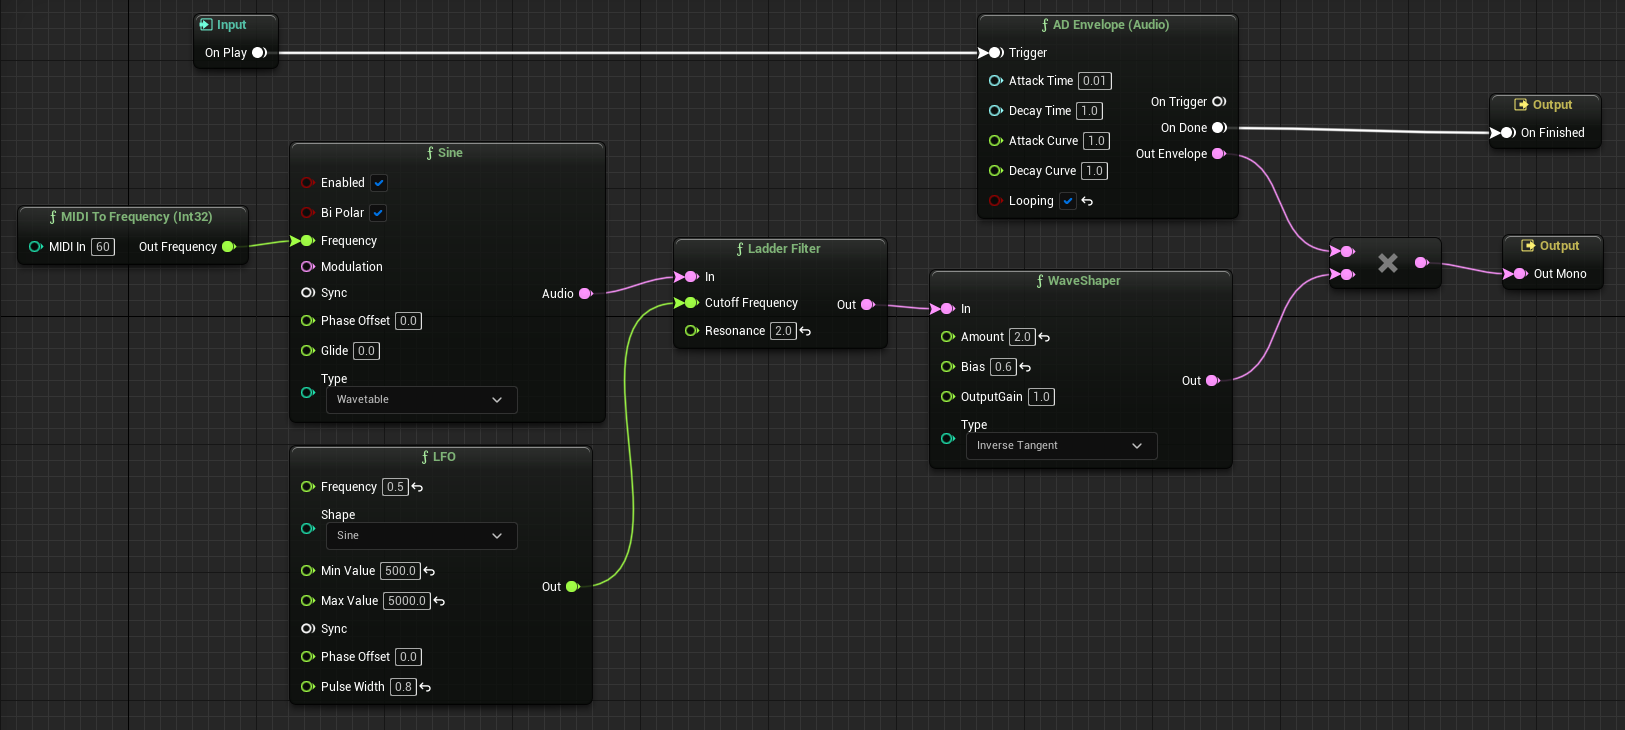 Input
On Play
AD Envelope (Audio)
Trigger
Attack Time 0.01
Decay Time 1.0
Attack Curve 1.0
Decay Curve 1.0
Looping
On Trigger
On Done
Out Envelope
Output
On Finished
MIDI To Frequency (Int32)
MIDI In 60
Out Frequency
Sine
Enabled
Bi Polar
Frequency
Modulation
Sync
Phase Offset 0.0
Glide 0.0
Type
Wavetable
Audio
Ladder Filter
In
Cutoff Frequency
Resonance 2.0
Out
WaveShaper
In
Amount 2.0
Bias 0.6
OutputGain 1.0
Type
Inverse Tangent
Out
Output
Out Mono
LFO
Frequency 0.5
Shape
Sine
Min Value 500.0
Max Value 5000.0
Sync
Phase Offset 0.0
Pulse Width 0.8
Out